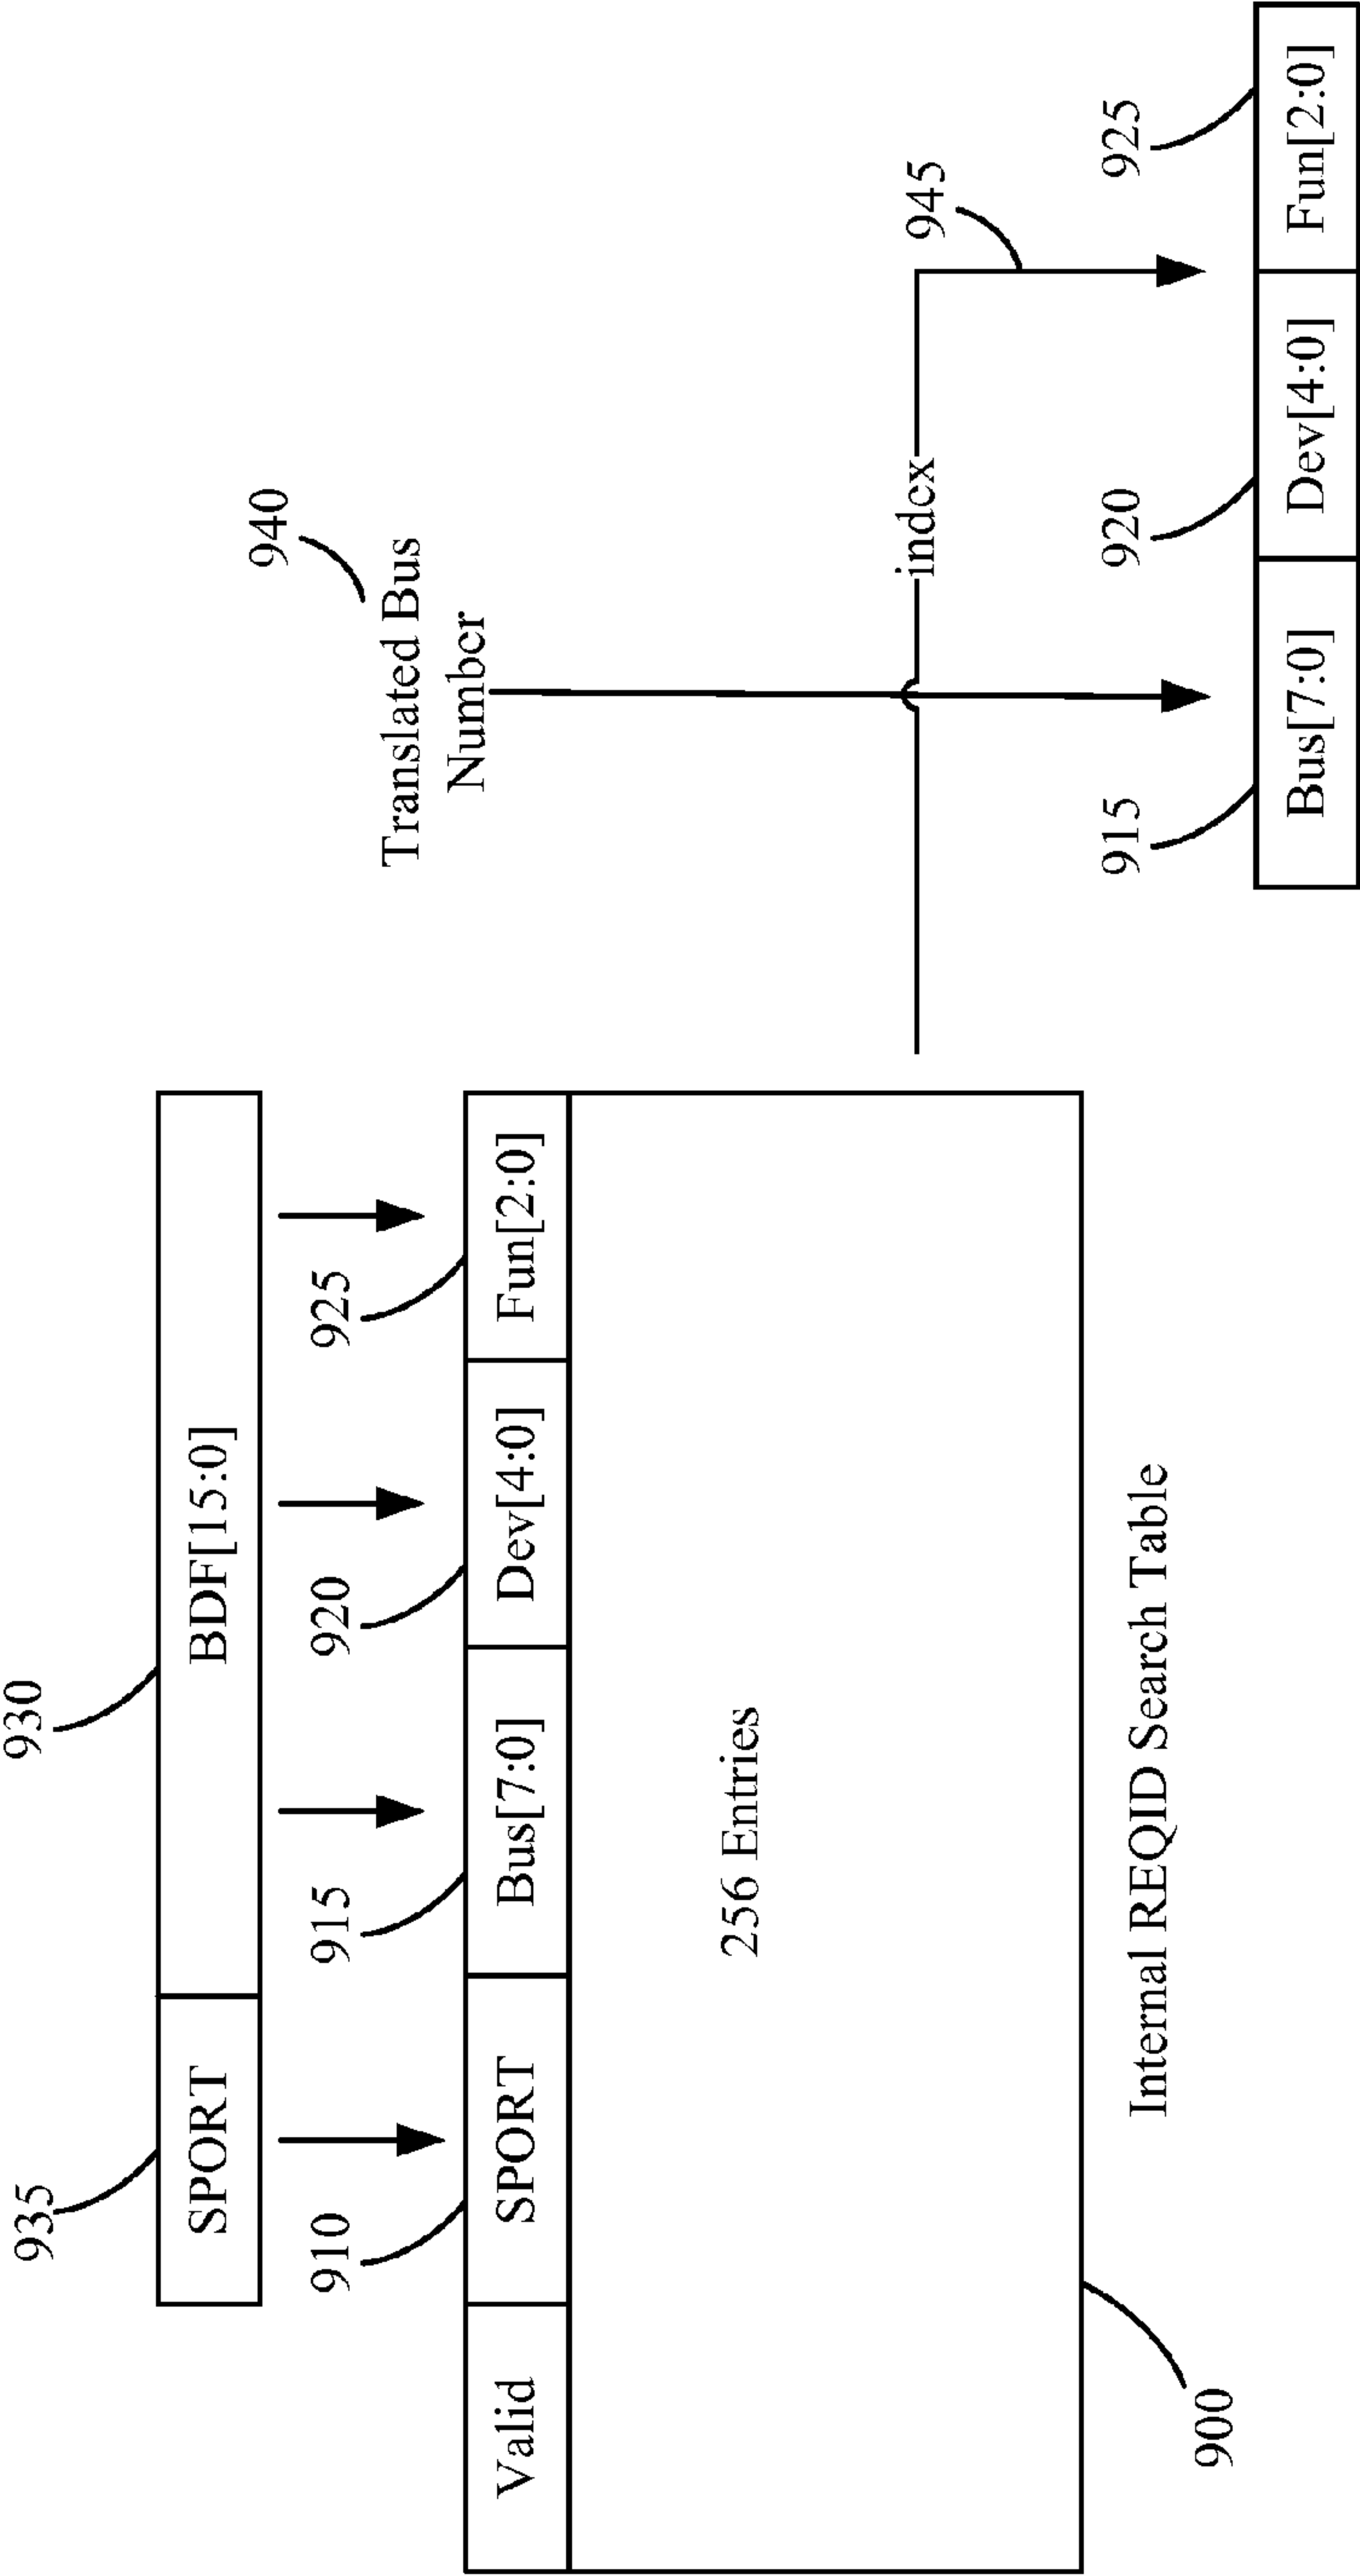 935
930
SPORT
BDF[15:0]
910
915
920
925
Valid
SPORT
Bus[7:0]
Dev[4:0]
Fun[2:0]
256 Entries
900
Internal REQID Search Table
940
Translated Bus
Number
index
945
915
920
925
Bus[7:0]
Dev[4:0]
Fun[2:0]